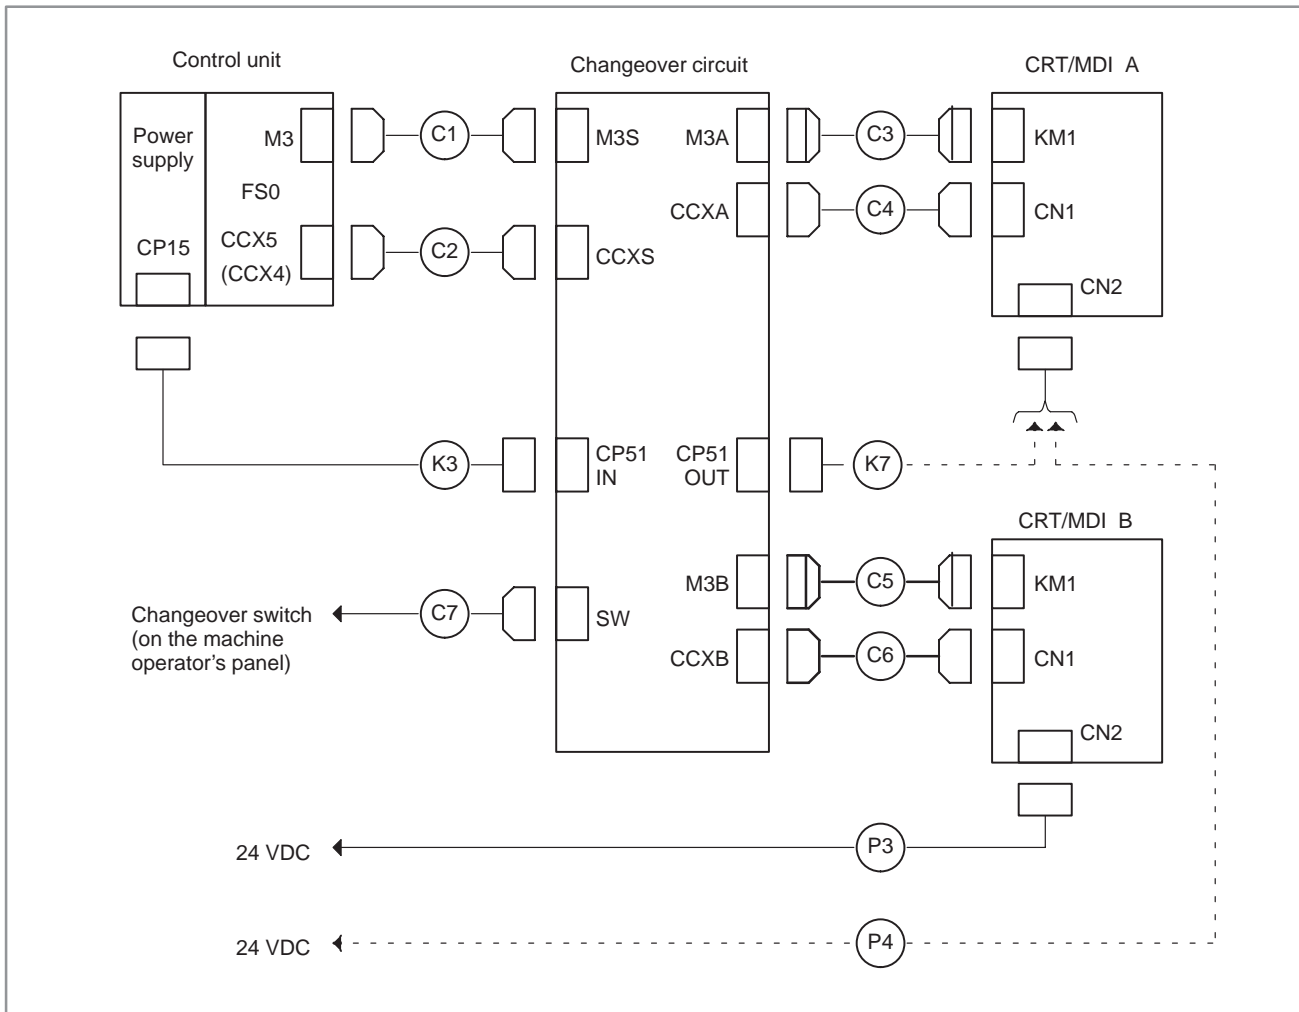 Control unit
Changeover circuit
CRT/MDI A
Power
supply
M3
C1
M3S
M3A
C3
KM1
FS0
CCXA
C4
CN1
CP15
CCX5
(CCX4)
C2
CCXS
CN2
K3
CP51
IN
CP51
OUT
K7
CRT/MDI B
M3B
C5
KM1
Changeover switch
(on the machine
operator's panel)
C7
SW
CCXB
C6
CN1
CN2
24 VDC
P3
24 VDC
P4